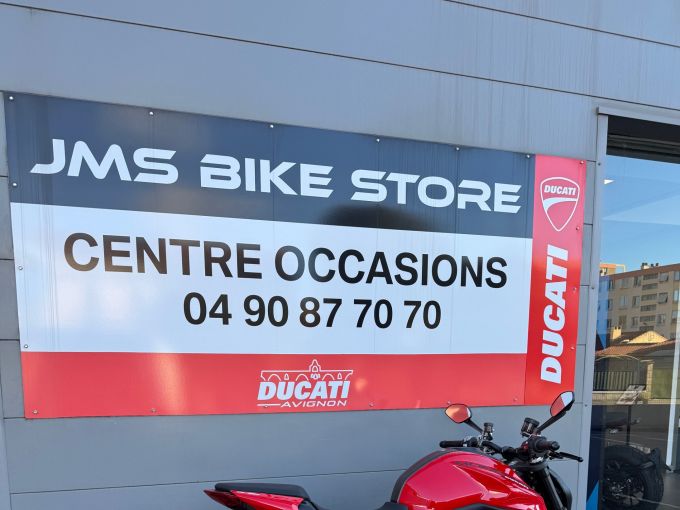 JMS BIKE STORE
CENTRE OCCASIONS
04 90 87 70 70
DUCATI
AVIGNON
DUCATI
DUCATI